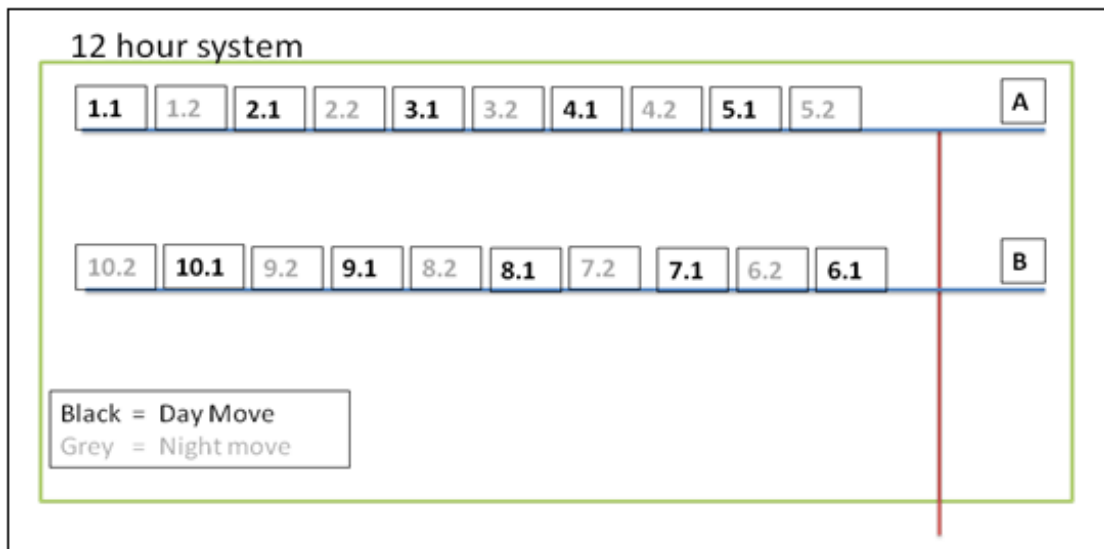 12 hour system
1.1 1.2 2.1 2.2 3.1 3.2 4.1 4.2 5.1 5.2 A
10.2 10.1 9.2 9.1 8.2 8.1 7.2 7.1 6.2 6.1 B
Black = Day Move
Grey = Night move